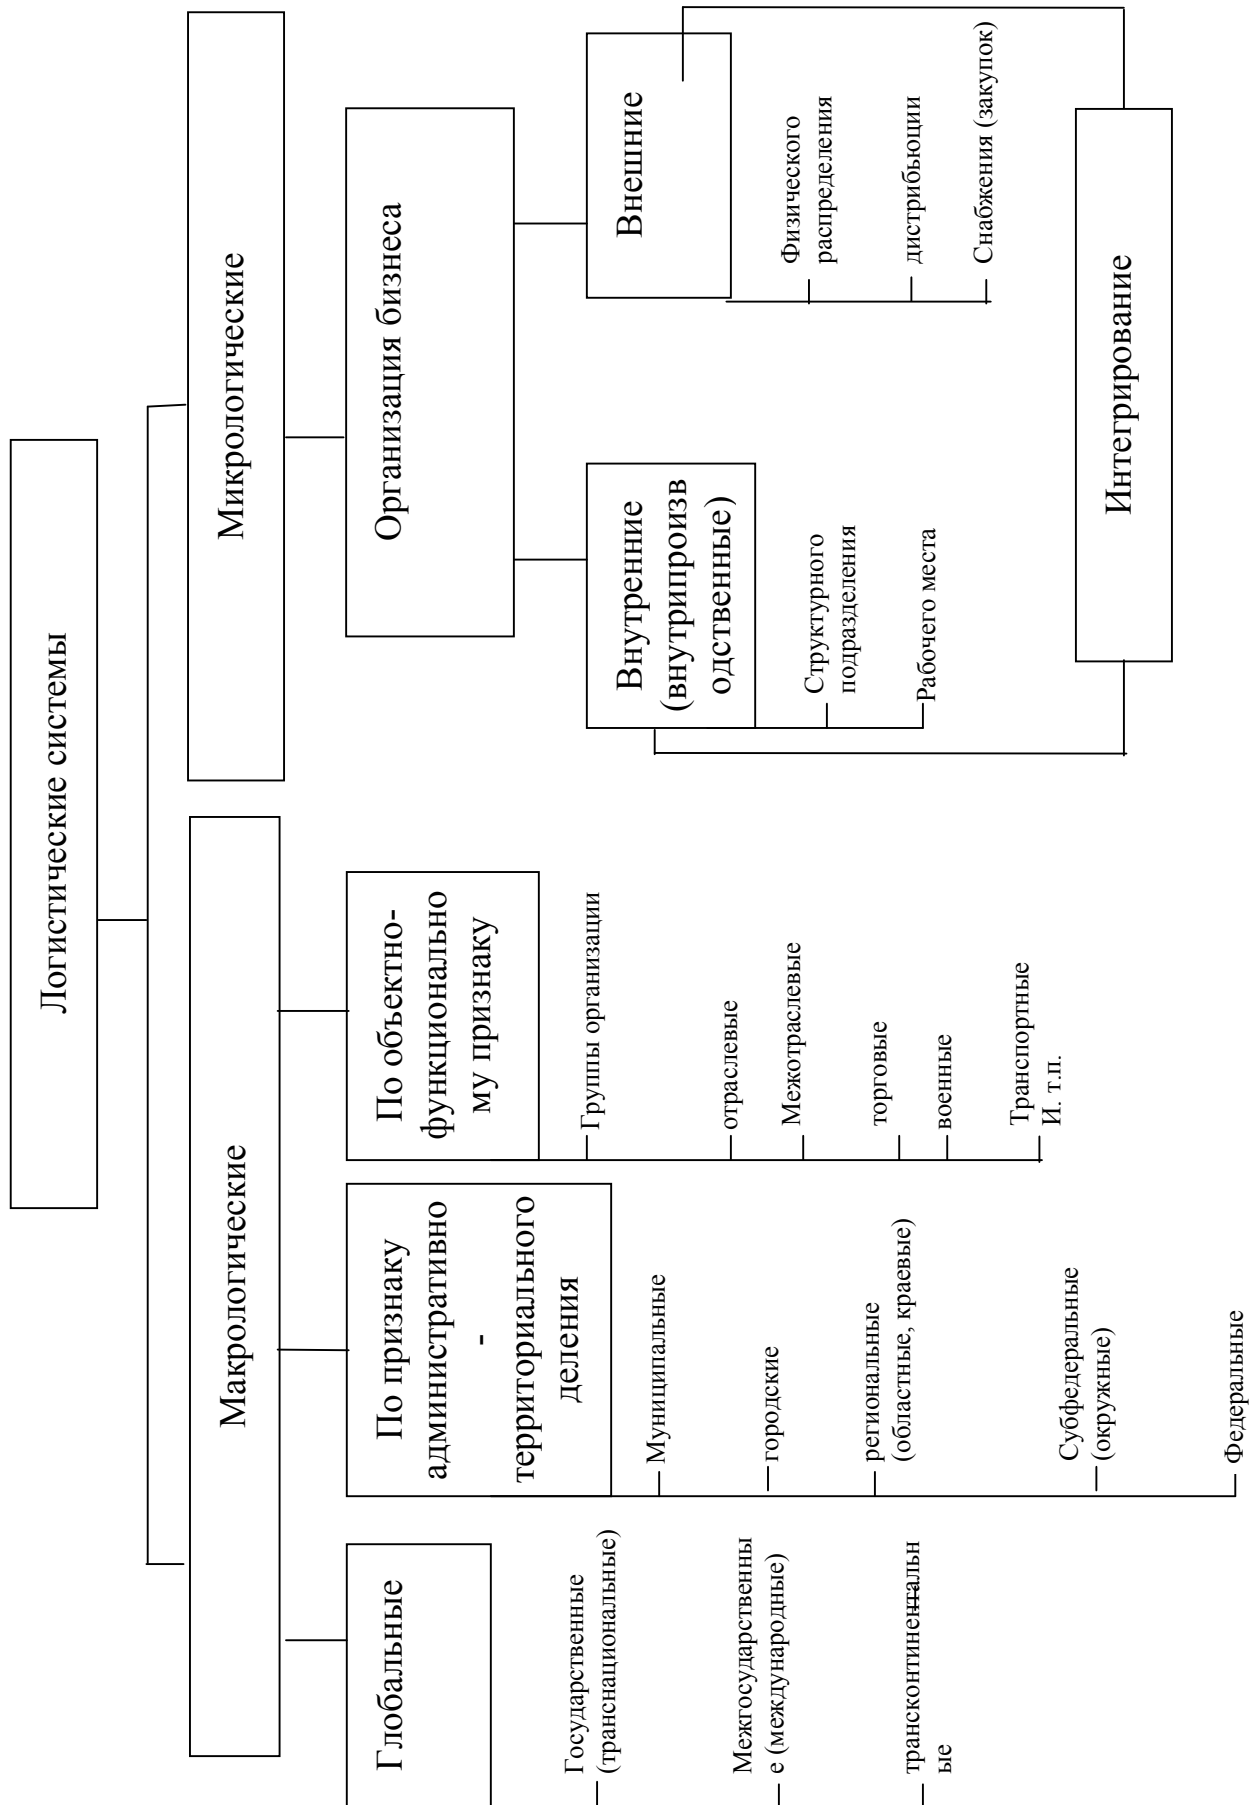 Логистические системы
Макрологические
Микрологические
Глобальные
По признаку
административно
-
территориального
деления
По объектно-
функционально
му признаку
Организация бизнеса
Государственные
(транснациональные)
Межгосударственны
е (международные)
трансконтинентальн
ые
Муниципальные
городские
региональные
(областные, краевые)
Субфедеральные
(окружные)
Федеральные
Группы организации
отраслевые
Межотраслевые
торговые
военные
Транспортные
И. т.п.
Внутренние
(внутрипроизв
одственные)
Структурного
подразделения
Рабочего места
Внешние
Физического
распределения
дистрибьюции
Снабжения (закупок)
Интегрирование